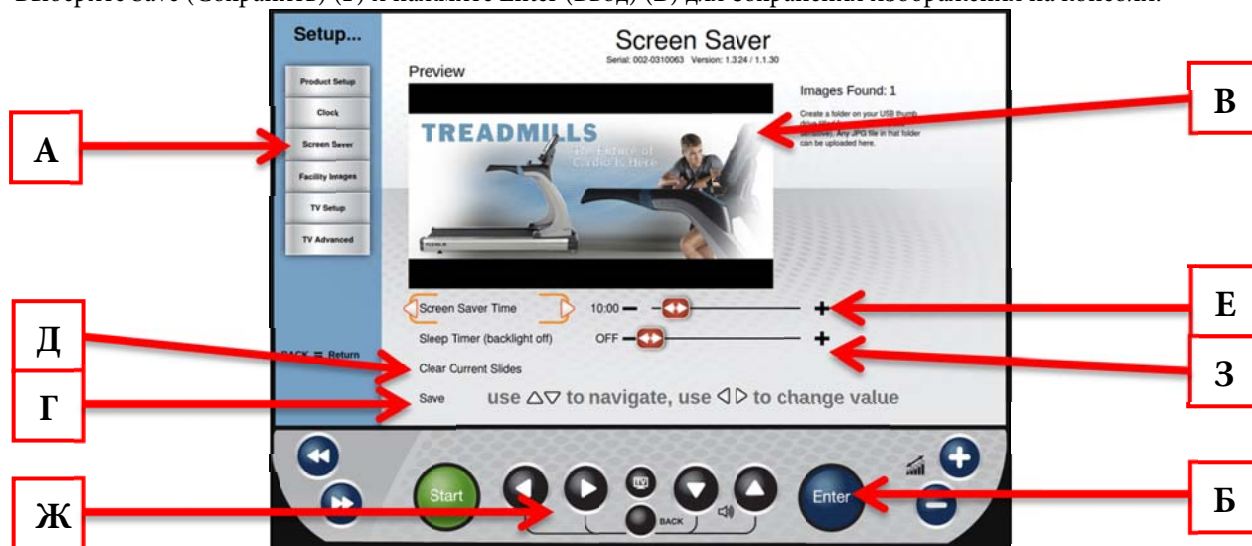 Setup...
Screen Saver
Serial: 002-0310063 Version: 1.324 / 1.1.30
Preview
Product Setup
Clock
Screen Saver
Facility Images
TV Setup
TV Advanced
BACK = Return
Images Found: 1
Create a folder on your USB thumb
sensitive). Any JPG file in hat folder
can be uploaded here.
TREADMILLS
The Future of
Cardio Is Here
Screen Saver Time 10:00
Sleep Timer (backlight off) OFF
Clear Current Slides
Save use △▽ to navigate, use ◁ ▷ to change value
Start
TV
BACK
Enter
А
В
Д
Г
Е
З
Ж
Б